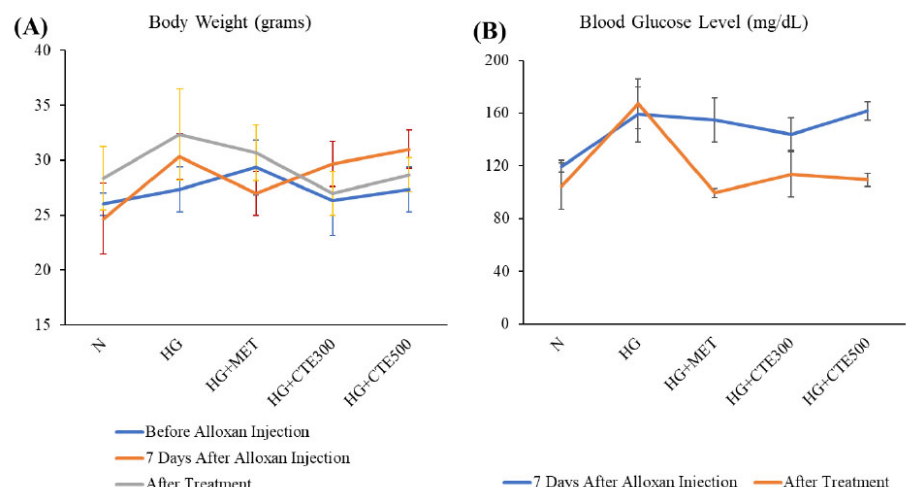 (A)
Body Weight (grams)
40
35
30
25
20
15
N
HG
HG+MET
HG+CTE300
HG+CTE500
Before Alloxan Injection
7 Days After Alloxan Injection
After Treatment
(B)
Blood Glucose Level (mg/dL)
200
160
120
80
40
0
N
HG
HG+MET
HG+CTE300
HG+CTE500
7 Days After Alloxan Injection
After Treatment